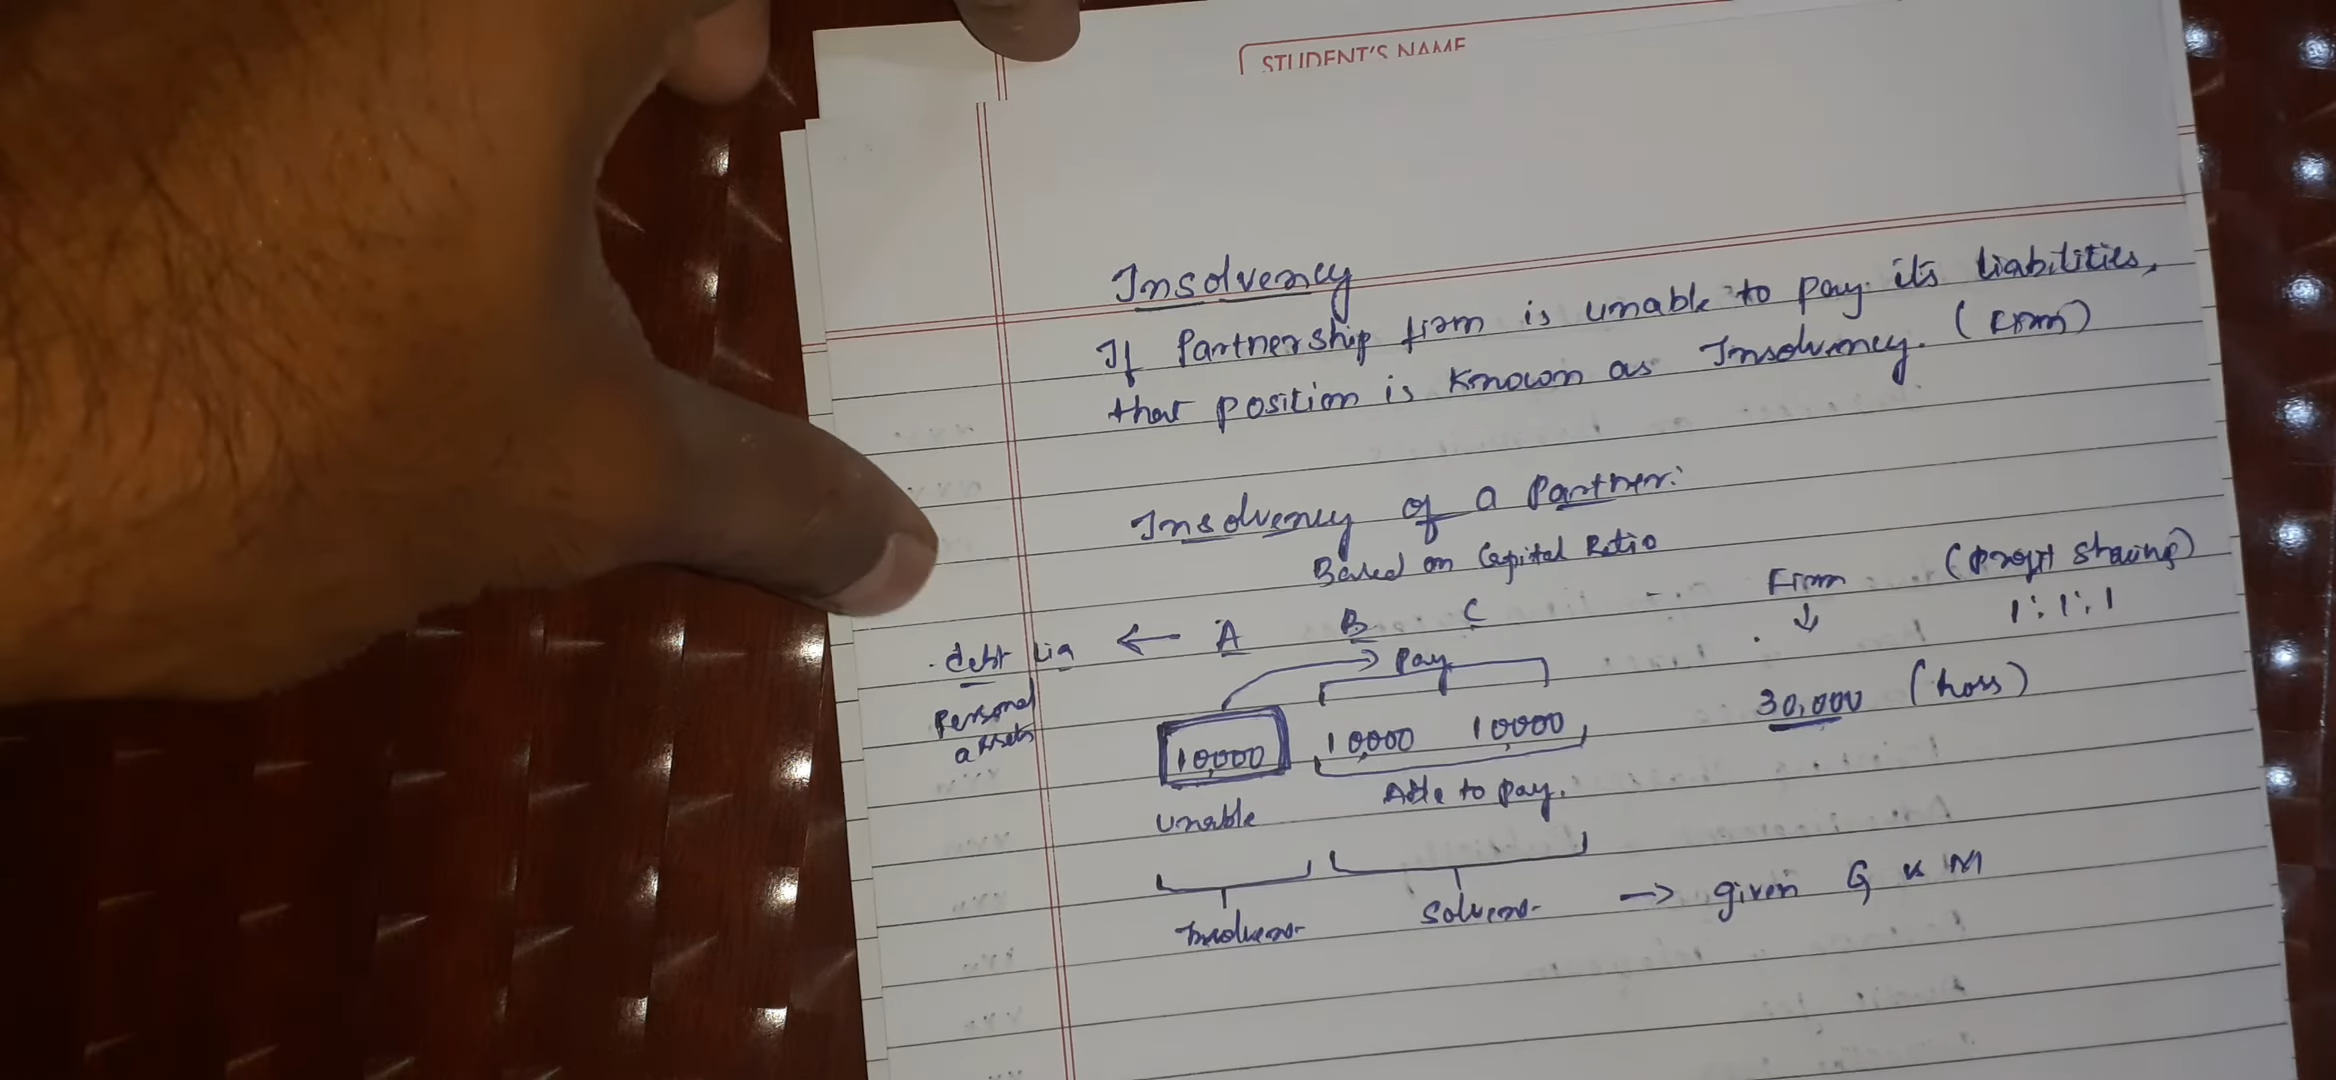 STUDENT'S NAME
Insolvency
If Partnership firm is unable to pay its liabilities,
that position is known as Insolvency. (Firm)
Insolvency of a Partner:
Based on Capital Ratio
Firm (Profit sharing)
debt lia ← A B C ↓ 1:1:1
Personal assets
→ Pay
10,000 10,000 10,000 30,000 (Loss)
Unable Able to pay.
Insolvent Solvent → given G vs M